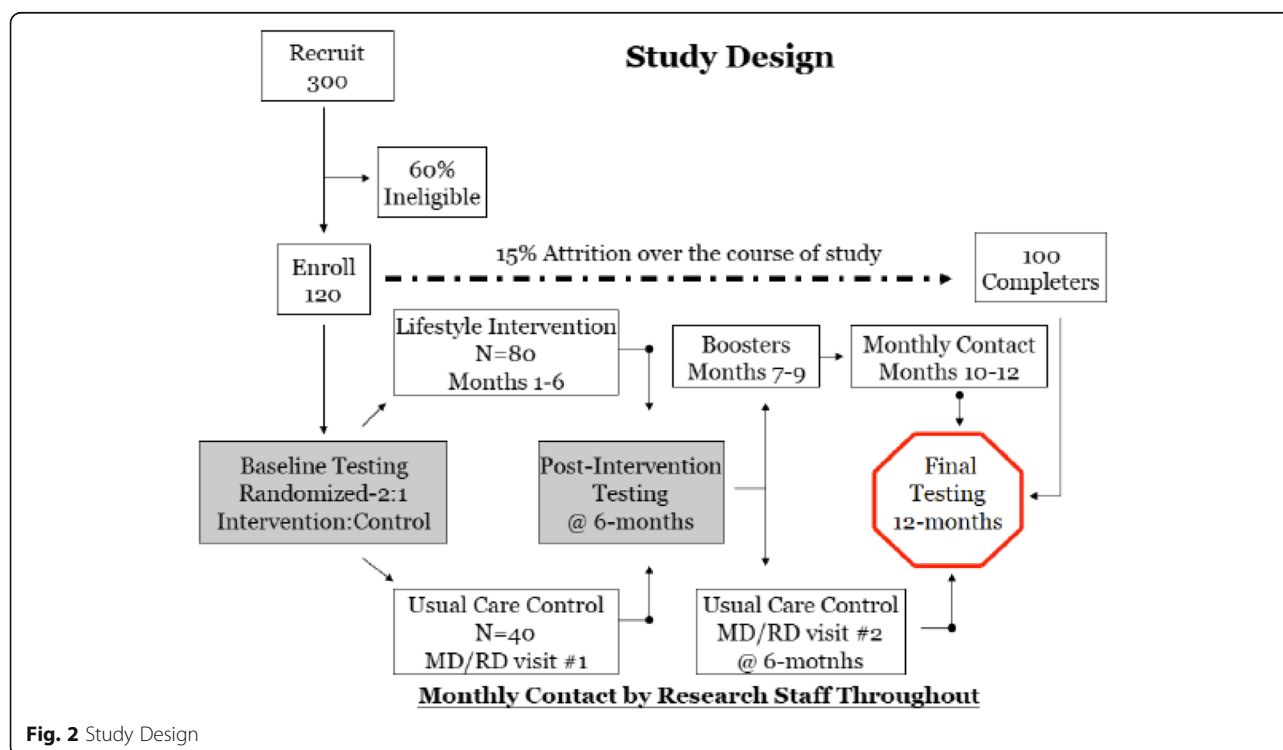 Study Design
Recruit
300
60%
Ineligible
Enroll
120
15% Attrition over the course of study
100
Completers
Lifestyle Intervention
N=80
Months 1-6
Boosters
Months 7-9
Monthly Contact
Months 10-12
Baseline Testing
Randomized-2:1
Intervention:Control
Post-Intervention
Testing
@ 6-months
Final
Testing
12-months
Usual Care Control
N=40
MD/RD visit #1
Usual Care Control
MD/RD visit #2
@ 6-motnhs
Monthly Contact by Research Staff Throughout
Fig. 2 Study Design